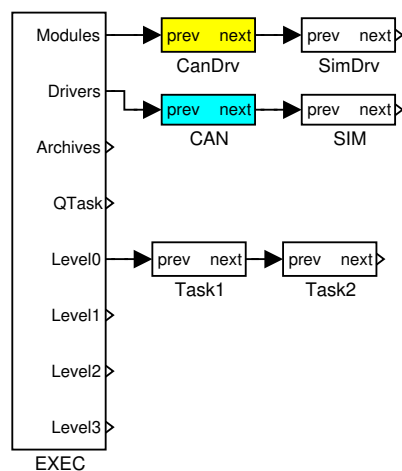 Modules prev next prev next
CanDrv SimDrv
Drivers prev next prev next
CAN SIM
Archives
QTask
Level0 prev next prev next
Task1 Task2
Level1
Level2
Level3
EXEC